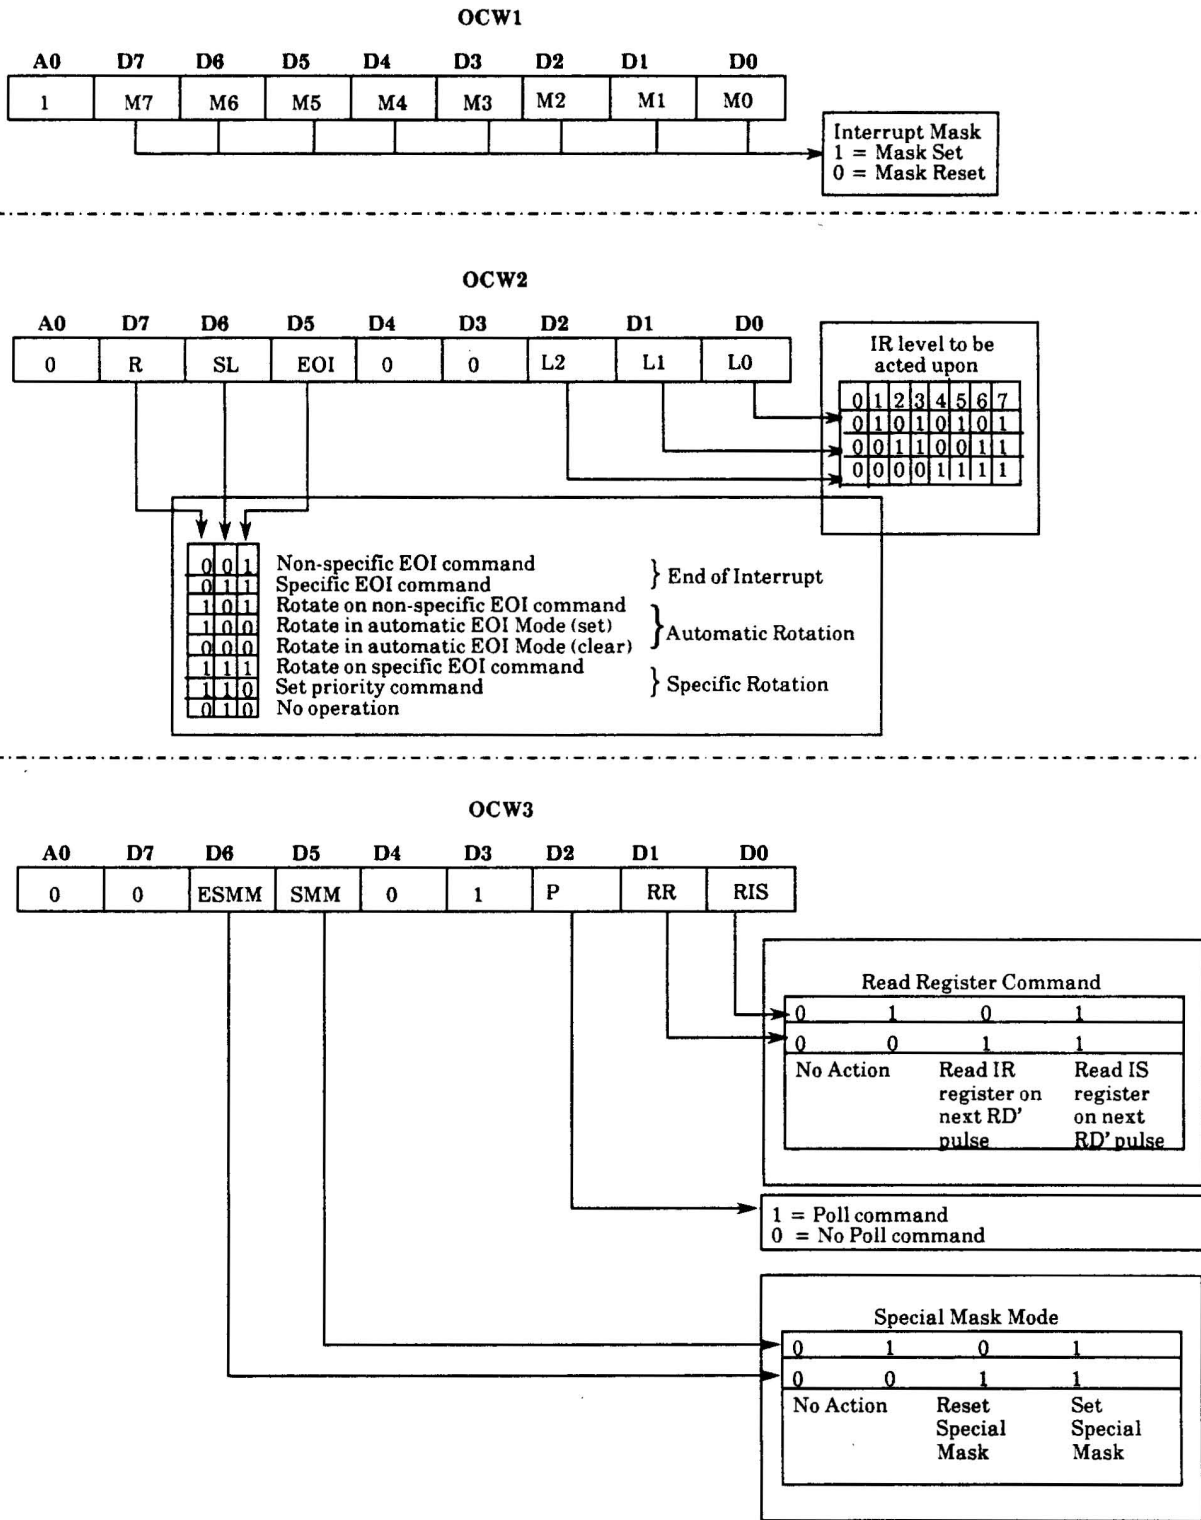 OCW1
A0 D7 D6 D5 D4 D3 D2 D1 D0
1 M7 M6 M5 M4 M3 M2 M1 M0
Interrupt Mask
1 = Mask Set
0 = Mask Reset
OCW2
A0 D7 D6 D5 D4 D3 D2 D1 D0
0 R SL EOI 0 0 L2 L1 L0
IR level to be
acted upon
0 1 2 3 4 5 6 7
0 1 0 1 0 1 0 1
0 0 1 1 0 0 1 1
0 0 0 0 1 1 1 1
0 0 1 Non-specific EOI command
0 1 1 Specific EOI command
} End of Interrupt
1 0 1 Rotate on non-specific EOI command
1 0 0 Rotate in automatic EOI Mode (set)
0 0 0 Rotate in automatic EOI Mode (clear)
} Automatic Rotation
1 1 1 Rotate on specific EOI command
1 1 0 Set priority command
} Specific Rotation
0 1 0 No operation
OCW3
A0 D7 D6 D5 D4 D3 D2 D1 D0
0 0 ESMM SMM 0 1 P RR RIS
Read Register Command
0 1 0 1
0 0 1 1
No Action Read IR Read IS
register on register
next RD' on next
pulse RD' pulse
1 = Poll command
0 = No Poll command
Special Mask Mode
0 1 0 1
0 0 1 1
No Action Reset Set
Special Special
Mask Mask